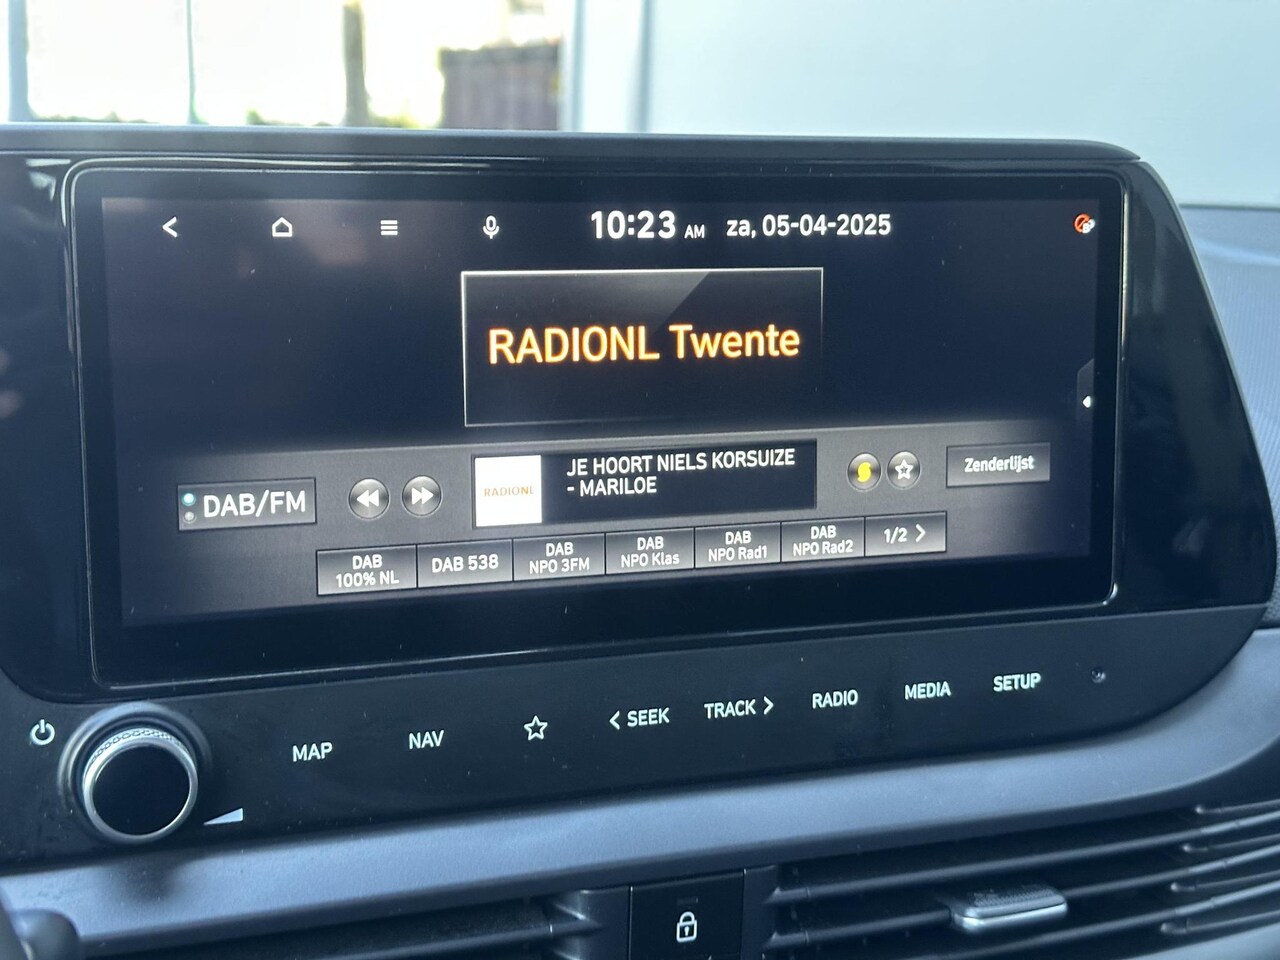 10:23 AM za, 05-04-2025
RADIONL Twente
DAB/FM
RADIONL
JE HOORT NIELS KORSUIZE
- MARILOE
Zenderlijst
DAB
100% NL
DAB 538
DAB
NPO 3FM
DAB
NPO Klas
DAB
NPO Rad1
DAB
NPO Rad2
1/2 >
MAP
NAV
< SEEK
TRACK >
RADIO
MEDIA
SETUP